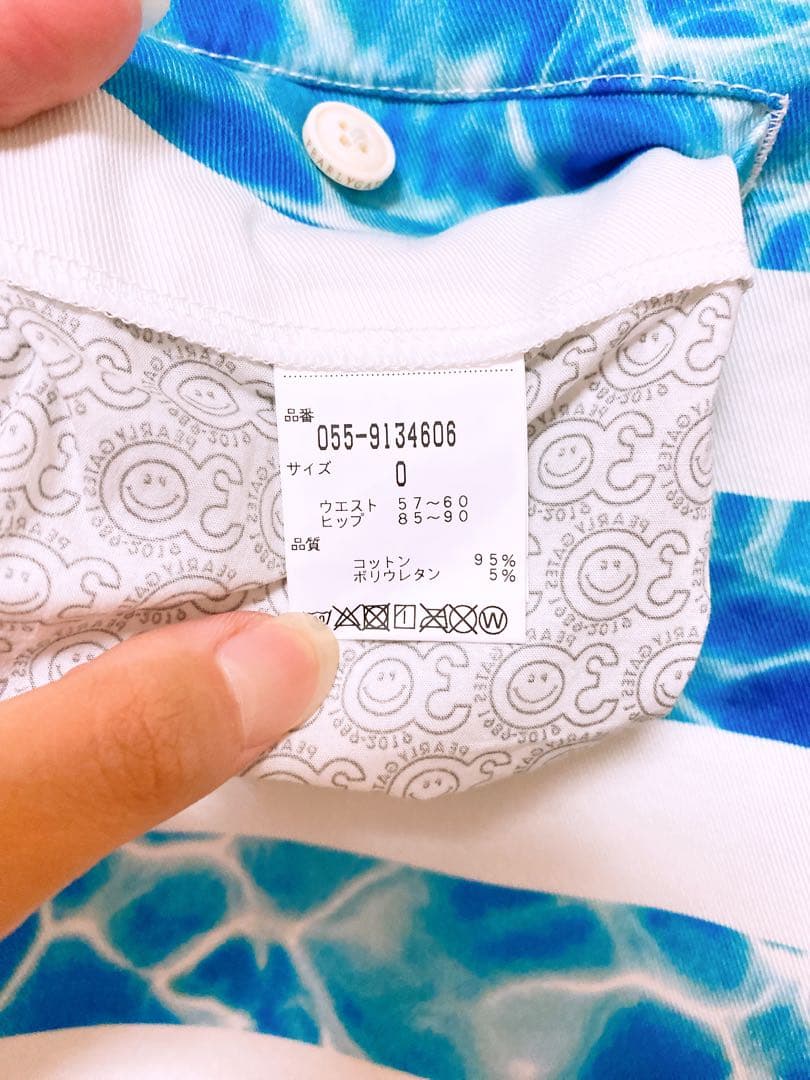 PEARLYGATES
品番
055-9134606
サイズ
0
ウエスト 57～60
ヒップ 85～90
品質
コットン 95%
ポリウレタン 5%
W